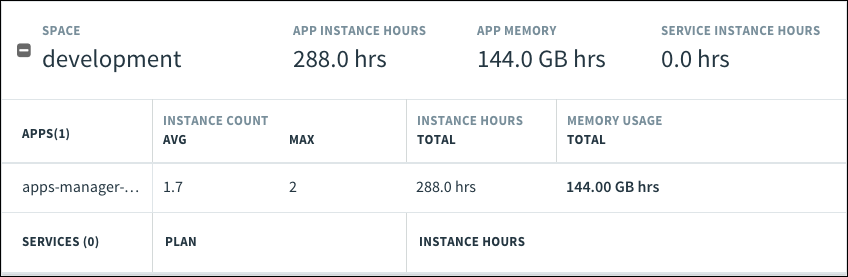 SPACE APP INSTANCE HOURS APP MEMORY SERVICE INSTANCE HOURS
development 288.0 hrs 144.0 GB hrs 0.0 hrs
INSTANCE COUNT INSTANCE HOURS MEMORY USAGE
APPS(1) AVG MAX TOTAL TOTAL
apps-manager-... 1.7 2 288.0 hrs 144.00 GB hrs
SERVICES (0) PLAN INSTANCE HOURS